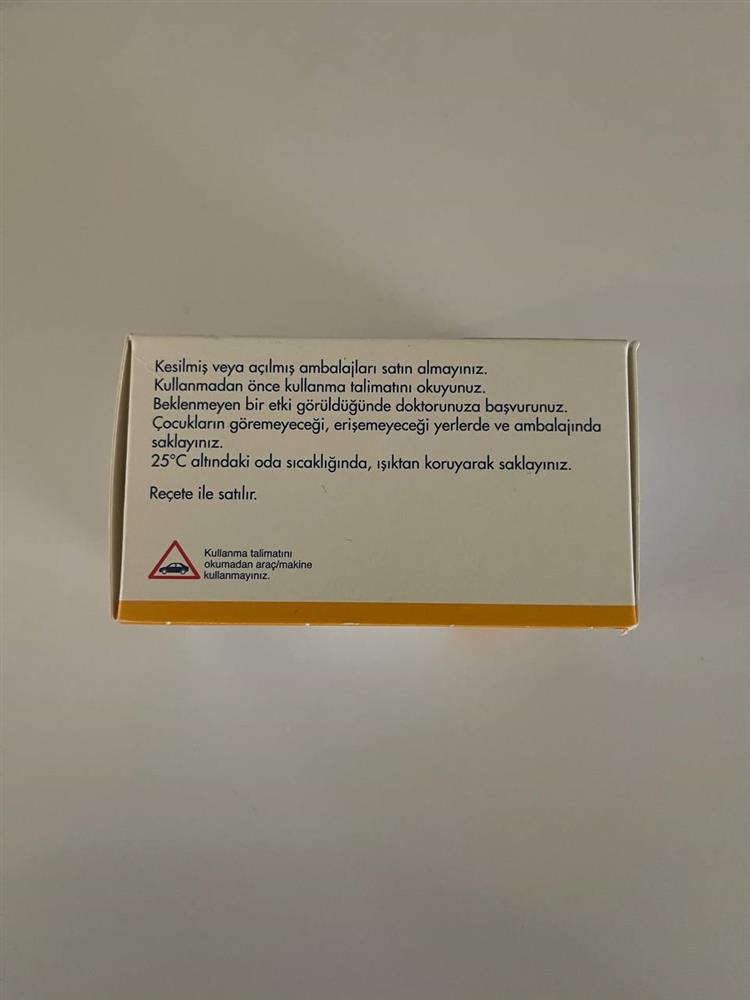 Kesilmiş veya açılmış ambalajları satın almayınız.
Kullanmadan önce kullanma talimatını okuyunuz.
Beklenmeyen bir etki görüldüğünde doktorunuza başvurunuz.
Çocukların göremeyeceği, erişemeyeceği yerlerde ve ambalajında
saklayınız.
25°C altındaki oda sıcaklığında, ışıktan koruyarak saklayınız.
Reçete ile satılır.
Kullanma talimatını
okumadan araç/makine
kullanmayınız.